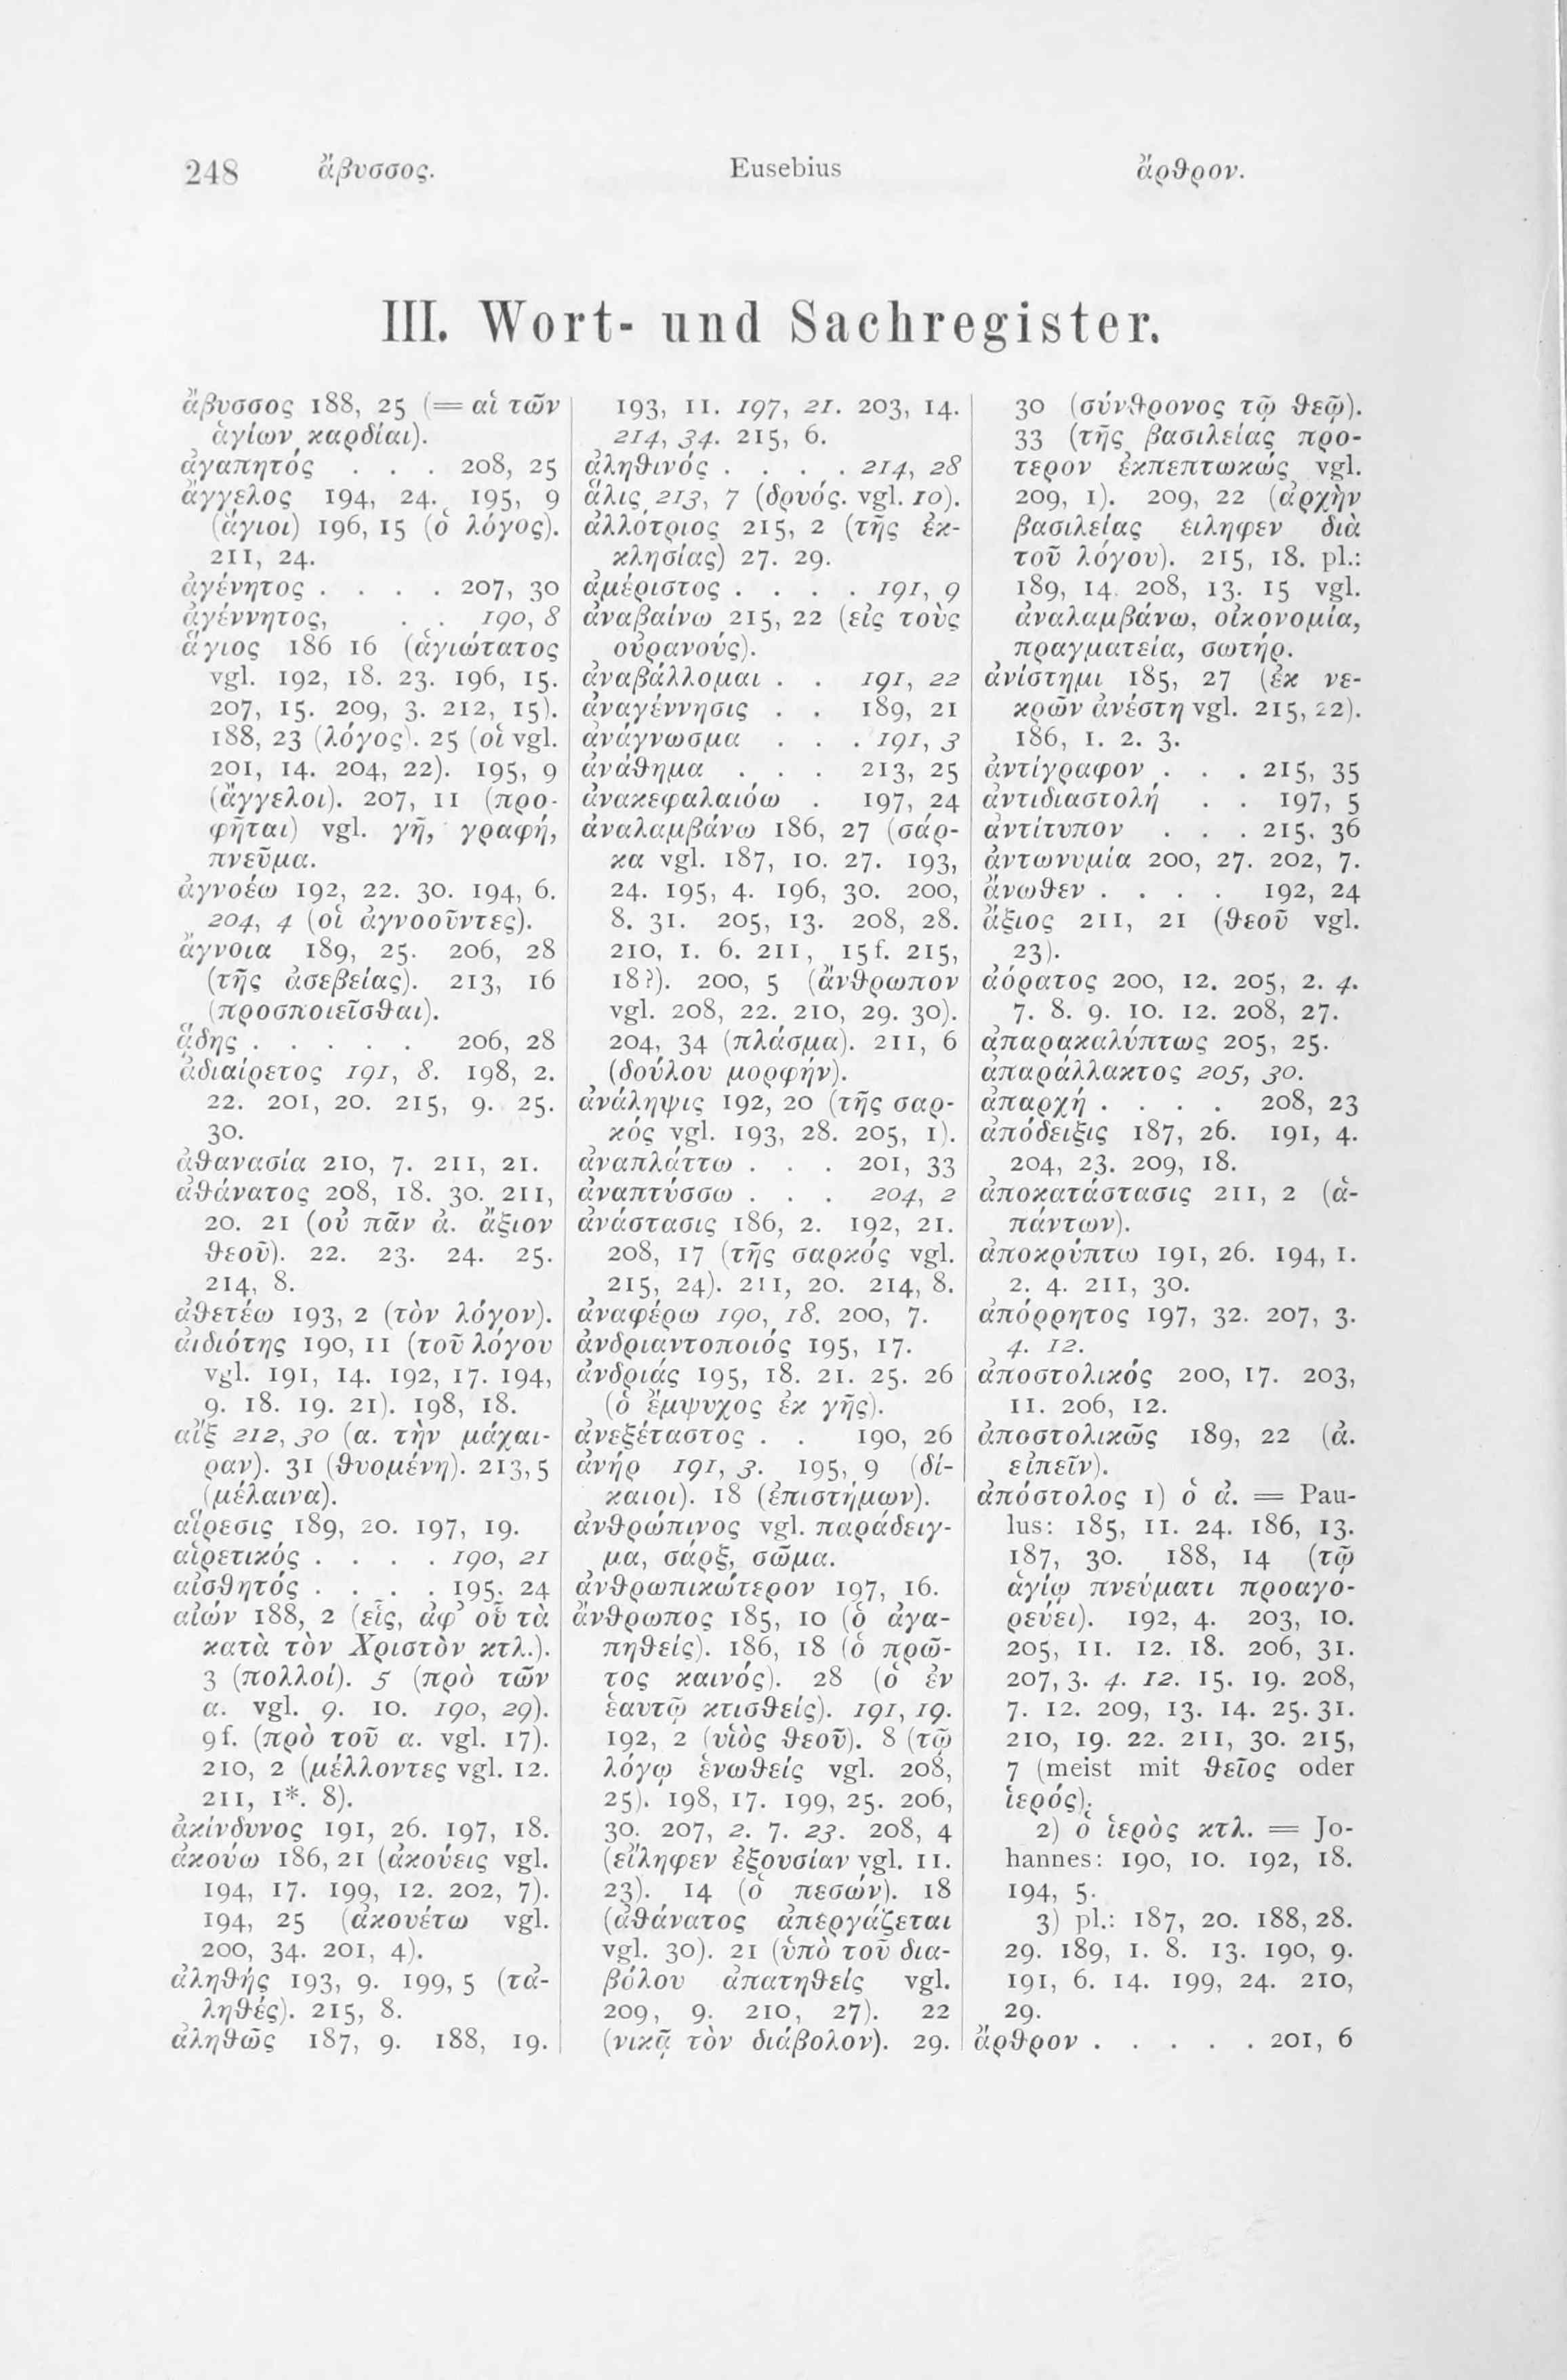 248 ἄβυσσος. Eusebius ἄρθρον.
III. Wort- und Sachregister.
ἄβυσσος 188, 25 (= αἱ τῶν
ἁγίων καρδίαι).
ἀγαπητός . . . 208, 25
ἄγγελος 194, 24. 195, 9
(ἅγιοι) 196, 15 (ὁ λόγος).
211, 24.
ἀγένητος . . . . 207, 30
ἀγέννητος, . . 190, 8
ἅγιος 186 16 (ἁγιώτατος
vgl. 192, 18. 23. 196, 15.
207, 15. 209, 3. 212, 15).
188, 23 (λόγος). 25 (οἱ vgl.
201, 14. 204, 22). 195, 9
(ἄγγελοι). 207, 11 (προ-
φῆται) vgl. γῆ, γραφή,
πνεῦμα.
ἀγνοέω 192, 22. 30. 194, 6.
204, 4 (οἱ ἀγνοοῦντες).
ἄγνοια 189, 25. 206, 28
(τῆς ἀσεβείας). 213, 16
(προσποιεῖσθαι).
ᾅδης . . . . . 206, 28
ἀδιαίρετος 191, 8. 198, 2.
22. 201, 20. 215, 9. 25.
30.
ἀθανασία 210, 7. 211, 21.
ἀθάνατος 208, 18. 30. 211,
20. 21 (οὐ πᾶν ἀ. ἄξιον
θεοῦ). 22. 23. 24. 25.
214, 8.
ἀθετέω 193, 2 (τὸν λόγον).
ἀιδιότης 190, 11 (τοῦ λόγου
vgl. 191, 14. 192, 17. 194,
9. 18. 19. 21). 198, 18.
αἴξ 212, 30 (α. τὴν μάχαι-
ραν). 31 (θυομένη). 213, 5
(μέλαινα).
αἵρεσις 189, 20. 197, 19.
αἱρετικός . . . . 190, 21
αἰσθητός . . . . 195, 24
αἰών 188, 2 (εἷς, ἀφ’ οὗ τὰ
κατὰ τὸν Χριστὸν κτλ.).
3 (πολλοί). 5 (πρὸ τῶν
α. vgl. 9. 10. 190, 29).
9f. (πρὸ τοῦ α. vgl. 17).
210, 2 (μέλλοντες vgl. 12.
211, 1*. 8).
ἀκίνδυνος 191, 26. 197, 18.
ἀκούω 186, 21 (ἀκούεις vgl.
194, 17. 199, 12. 202, 7).
194, 25 (ἀκουέτω vgl.
200, 34. 201, 4).
ἀληθής 193, 9. 199, 5 (τἀ-
ληθές). 215, 8.
ἀληθῶς 187, 9. 188, 19.
193, 11. 197, 21. 203, 14.
214, 34. 215, 6.
ἀληθινός . . . . 214, 28
ἅλις 213, 7 (δρυός. vgl. 10).
ἀλλότριος 215, 2 (τῆς ἐκ-
κλησίας) 27. 29.
ἀμέριστος . . . . 191, 9
ἀναβαίνω 215, 22 (εἰς τοὺς
οὐρανούς).
ἀναβάλλομαι . . 191, 22
ἀναγέννησις . . 189, 21
ἀνάγνωσμα . . . 191, 3
ἀνάθημα . . . 213, 25
ἀνακεφαλαιόω . 197, 24
ἀναλαμβάνω 186, 27 (σάρ-
κα vgl. 187, 10. 27. 193,
24. 195, 4. 196, 30. 200,
8. 31. 205, 13. 208, 28.
210, 1. 6. 211, 15f. 215,
18?). 200, 5 (ἄνθρωπον
vgl. 208, 22. 210, 29. 30).
204, 34 (πλάσμα). 211, 6
(δούλου μορφήν).
ἀνάληψις 192, 20 (τῆς σαρ-
κός vgl. 193, 28. 205, 1).
ἀναπλάττω . . . 201, 33
ἀναπτύσσω . . . 204, 2
ἀνάστασις 186, 2. 192, 21.
208, 17 (τῆς σαρκός vgl.
215, 24). 211, 20. 214, 8.
ἀναφέρω 190, 18. 200, 7.
ἀνδριαντοποιός 195, 17.
ἀνδριάς 195, 18. 21. 25. 26
(ὁ ἔμψυχος ἐκ γῆς).
ἀνεξέταστος . . 190, 26
ἀνήρ 191, 3. 195, 9 (δί-
καιοι). 18 (ἐπιστήμων).
ἀνθρώπινος vgl. παράδειγ-
μα, σάρξ, σῶμα.
ἀνθρωπικώτερον 197, 16.
ἄνθρωπος 185, 10 (ὁ ἀγα-
πηθείς). 186, 18 (ὁ πρῶ-
τος καινός). 28 (ὁ ἐν
ἑαυτῷ κτισθείς). 191, 19.
192, 2 (υἱὸς θεοῦ). 8 (τῷ
λόγῳ ἑνωθείς vgl. 208,
25). 198, 17. 199, 25. 206,
30. 207, 2. 7. 23. 208, 4
(εἴληφεν ἐξουσίαν vgl. 11.
23). 14 (ὁ πεσών). 18
(ἀθάνατος ἀπεργάζεται
vgl. 30). 21 (ὑπὸ τοῦ δια-
βόλου ἀπατηθείς vgl.
209, 9. 210, 27). 22
(νικᾷ τὸν διάβολον). 29.
30 (σύνθρονος τῷ θεῷ).
33 (τῆς βασιλείας προ-
τερον ἐκπεπτωκώς vgl.
209, 1). 209, 22 (ἀρχὴν
βασιλείας εἰληφεν διὰ
τοῦ λόγου). 215, 18. pl.:
189, 14. 208, 13. 15 vgl.
ἀναλαμβάνω, οἰκονομία,
πραγματεία, σωτήρ.
ἀνίστημι 185, 27 (ἐκ νε-
κρῶν ἀνέστη vgl. 215, 22).
186, 1. 2. 3.
ἀντίγραφον . . . 215, 35
ἀντιδιαστολή . . 197, 5
ἀντίτυπον . . . 215, 36
ἀντωνυμία 200, 27. 202, 7.
ἄνωθεν . . . . 192, 24
ἄξιος 211, 21 (θεοῦ vgl.
23).
ἀόρατος 200, 12. 205, 2. 4.
7. 8. 9. 10. 12. 208, 27.
ἀπαρακαλύπτως 205, 25.
ἀπαράλλακτος 205, 30.
ἀπαρχή . . . . 208, 23
ἀπόδειξις 187, 26. 191, 4.
204, 23. 209, 18.
ἀποκατάστασις 211, 2 (ἁ-
πάντων).
ἀποκρύπτω 191, 26. 194, 1.
2. 4. 211, 30.
ἀπόρρητος 197, 32. 207, 3.
4. 12.
ἀποστολικός 200, 17. 203,
11. 206, 12.
ἀποστολικῶς 189, 22 (ἀ.
εἰπεῖν).
ἀπόστολος 1) ὁ ἀ. = Pau-
lus: 185, 11. 24. 186, 13.
187, 30. 188, 14 (τῷ
ἁγίῳ πνεύματι προαγο-
ρεύει). 192, 4. 203, 10.
205, 11. 12. 18. 206, 31.
207, 3. 4. 12. 15. 19. 208,
7. 12. 209, 13. 14. 25. 31.
210, 19. 22. 211, 30. 215,
7 (meist mit θεῖος oder
ἱερός).
2) ὁ ἱερὸς κτλ. = Jo-
hannes: 190, 10. 192, 18.
194, 5.
3) pl.: 187, 20. 188, 28.
29. 189, 1. 8. 13. 190, 9.
191, 6. 14. 199, 24. 210,
29.
ἄρθρον . . . . . 201, 6